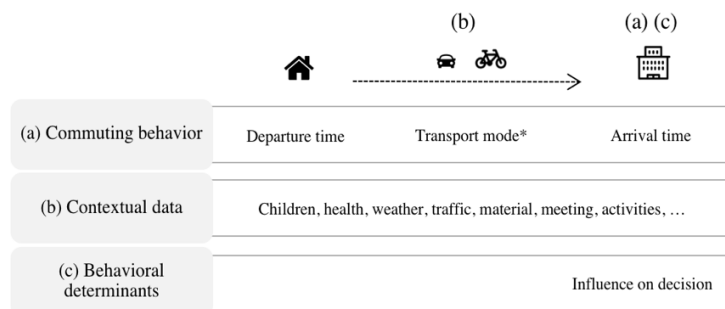 (b) (a) (c)
(a) Commuting behavior Departure time Transport mode* Arrival time
(b) Contextual data Children, health, weather, traffic, material, meeting, activities, …
(c) Behavioral
determinants
Influence on decision